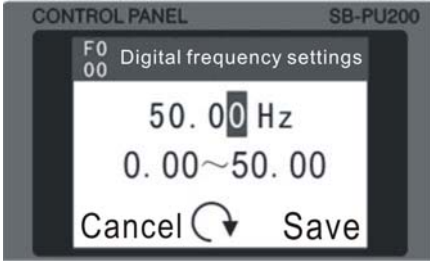 CONTROL PANEL SB-PU200
F0
00 Digital frequency settings
50.00 Hz
0.00~50.00
Cancel Save